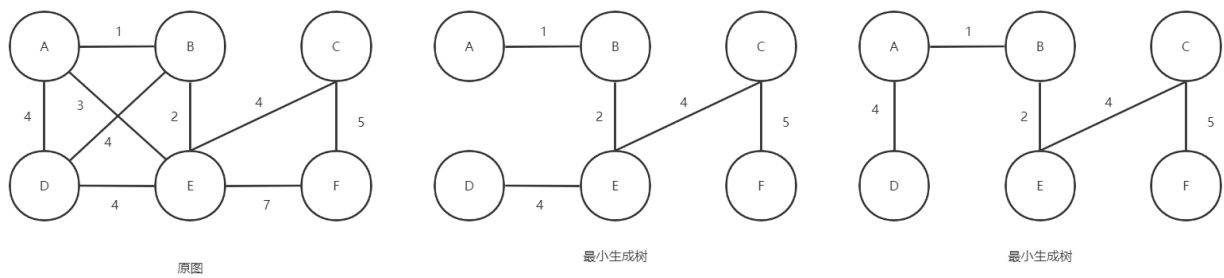 A 1 B C
4 3 4 2 4 5
D 4 E 7 F
原图
A 1 B C
2 4 5
D 4 E F
最小生成树
A 1 B C
4 2 4 5
D E F
最小生成树